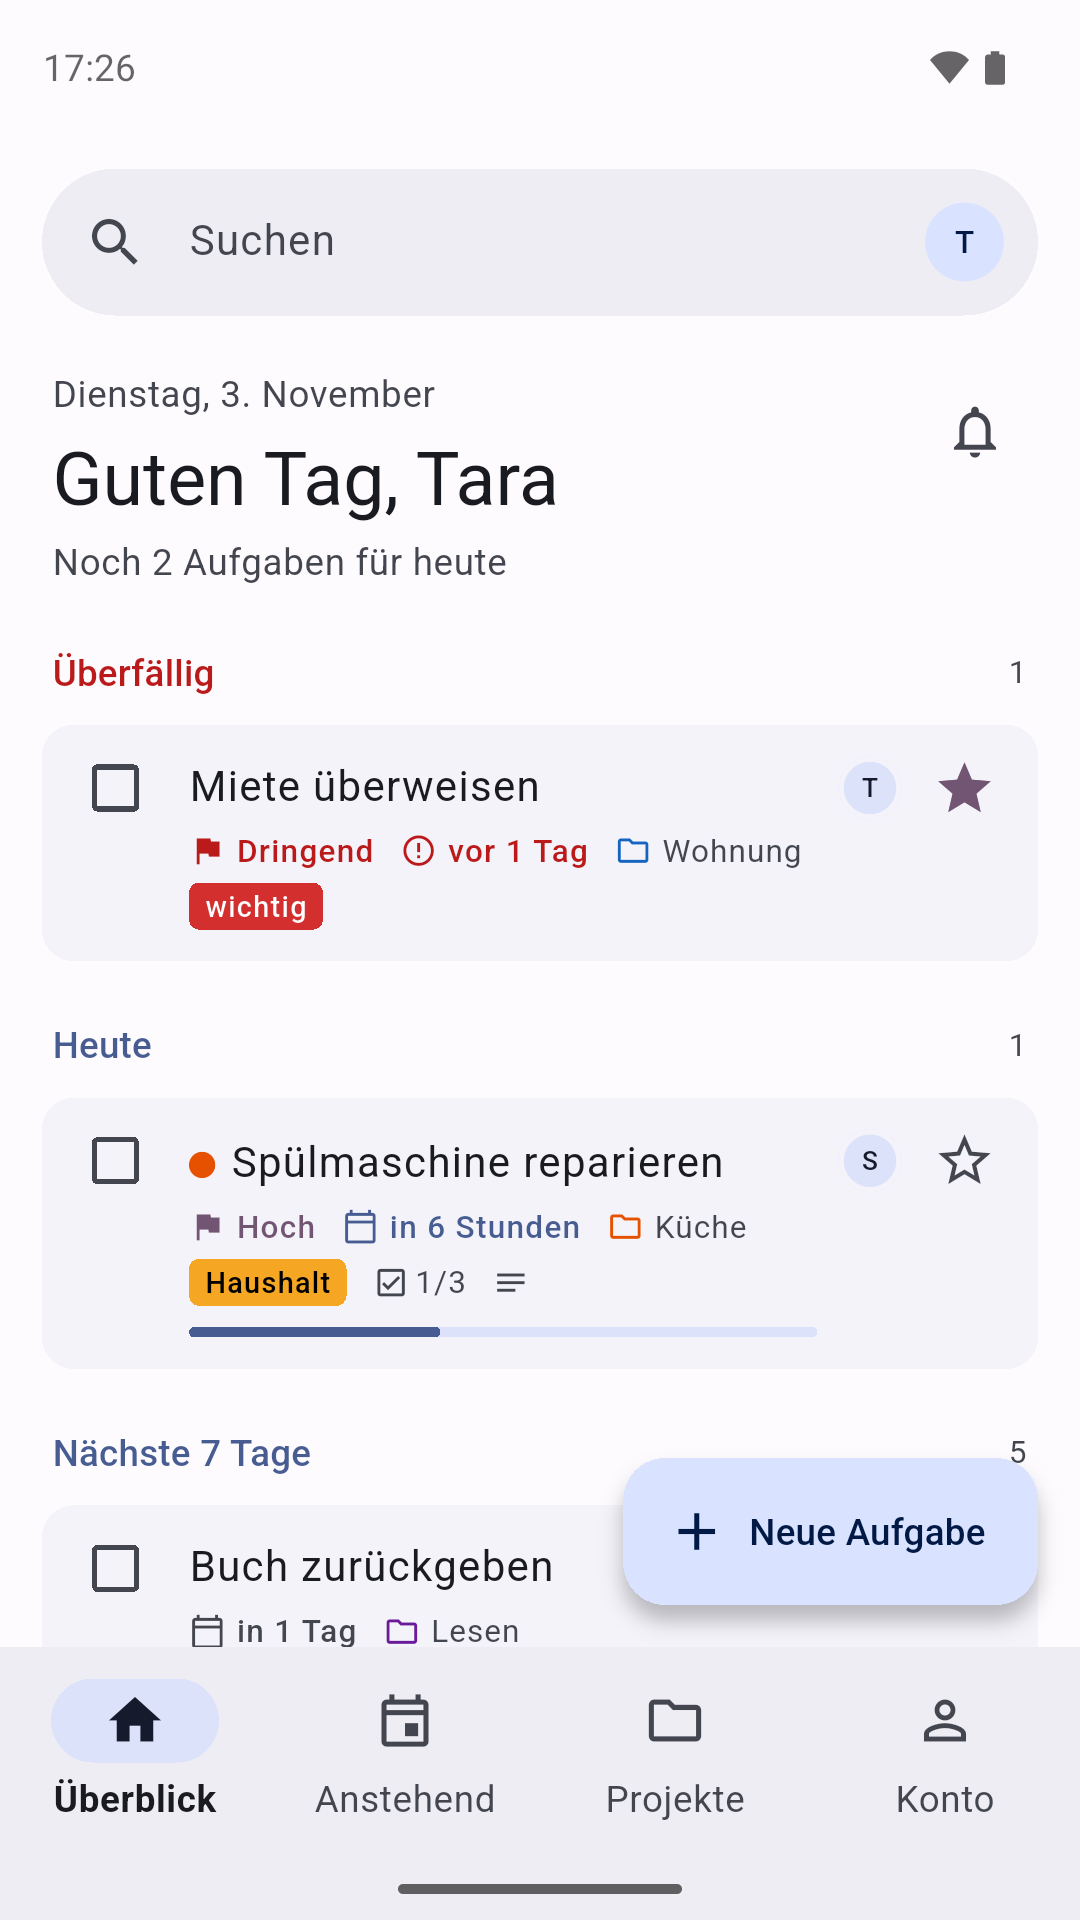 17:26
Suchen
T
Dienstag, 3. November
Guten Tag, Tara
Noch 2 Aufgaben für heute
Überfällig 1
Miete überweisen T
Dringend vor 1 Tag Wohnung
wichtig
Heute 1
Spülmaschine reparieren S
Hoch in 6 Stunden Küche
Haushalt 1/3
Nächste 7 Tage 5
Buch zurückgeben
Neue Aufgabe
in 1 Tag Lesen
Überblick Anstehend Projekte Konto